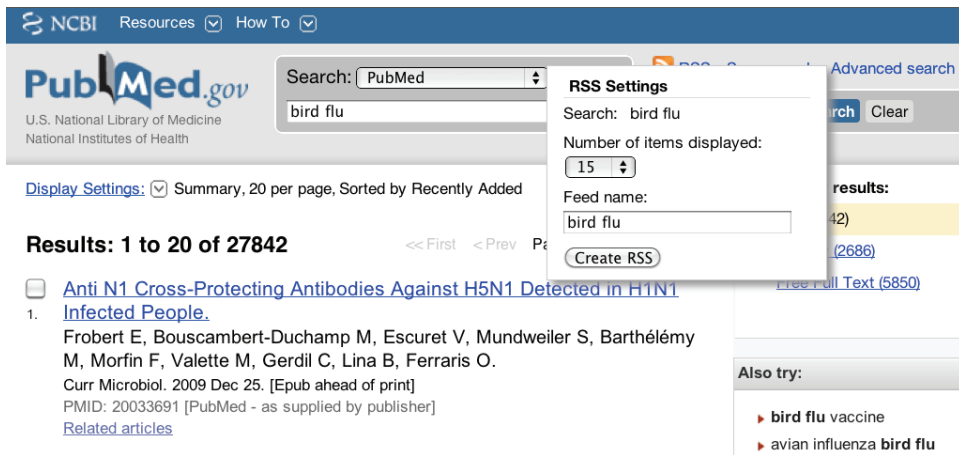 NCBI Resources How To
PubMed.gov
U.S. National Library of Medicine
National Institutes of Health
Search: PubMed
bird flu
Advanced search
Clear
RSS Settings
Search: bird flu
Number of items displayed:
15
Feed name:
bird flu
Create RSS
Display Settings: Summary, 20 per page, Sorted by Recently Added
results:
Results: 1 to 20 of 27842
<< First < Prev
(2686)
Free Full Text (5850)
1. Anti N1 Cross-Protecting Antibodies Against H5N1 Detected in H1N1
Infected People.
Frobert E, Bouscambert-Duchamp M, Escuret V, Mundweiler S, Barthélémy
M, Morfin F, Valette M, Gerdil C, Lina B, Ferraris O.
Curr Microbiol. 2009 Dec 25. [Epub ahead of print]
PMID: 20033691 [PubMed - as supplied by publisher]
Related articles
Also try:
bird flu vaccine
avian influenza bird flu